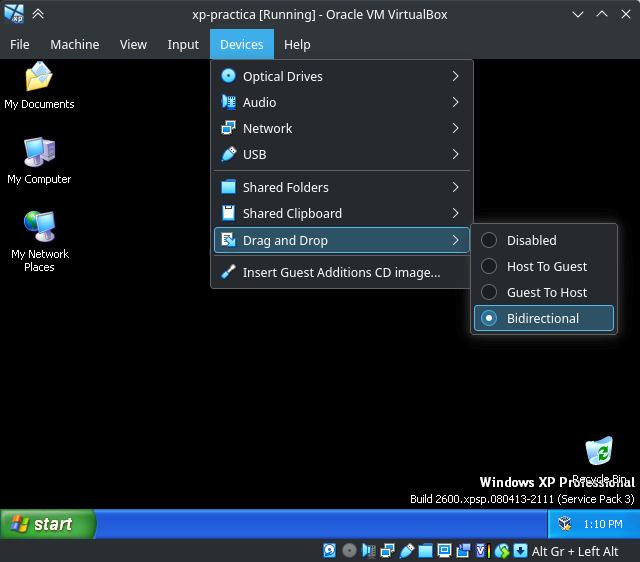 xp
xp-practica [Running] - Oracle VM VirtualBox
File Machine View Input Devices Help
Optical Drives
Audio
Network
USB
Shared Folders
Shared Clipboard
Drag and Drop
Insert Guest Additions CD image...
Disabled
Host To Guest
Guest To Host
Bidirectional
My Documents
My Computer
My Network
Places
Recycle Bin
Windows XP Professional
Build 2600.xpsp.080413-2111 (Service Pack 3)
start
1:10 PM
V
Alt Gr + Left Alt